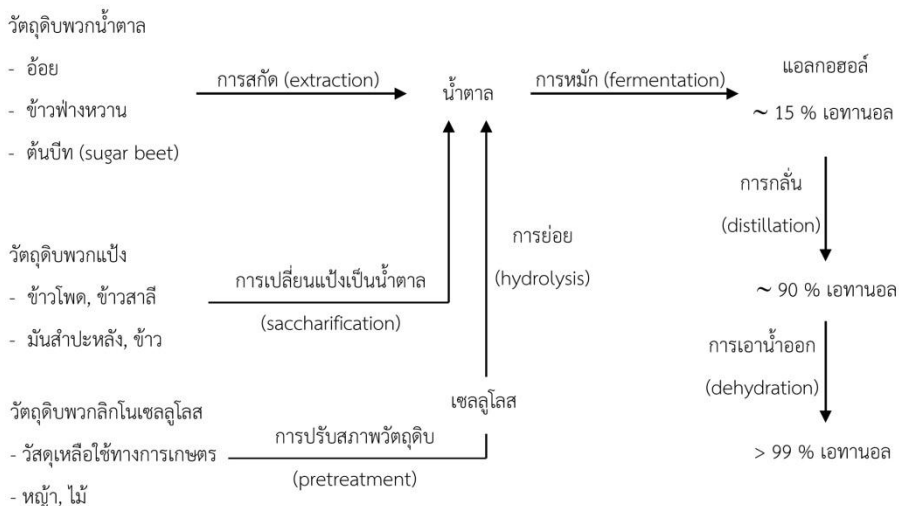 วัตถุดิบพวกน้ำตาล
- อ้อย
- ข้าวฟ่างหวาน
- ต้นบีท (sugar beet)
การสกัด (extraction)
น้ำตาล
การหมัก (fermentation)
แอลกอฮอล์
~ 15 % เอทานอล
การกลั่น
(distillation)
~ 90 % เอทานอล
การเอาน้ำออก
(dehydration)
> 99 % เอทานอล
วัตถุดิบพวกแป้ง
- ข้าวโพด, ข้าวสาลี
- มันสำปะหลัง, ข้าว
การเปลี่ยนแป้งเป็นน้ำตาล
(saccharification)
การย่อย
(hydrolysis)
เซลลูโลส
วัตถุดิบพวกลิกโนเซลลูโลส
- วัสดุเหลือใช้ทางการเกษตร
- หญ้า, ไม้
การปรับสภาพวัตถุดิบ
(pretreatment)